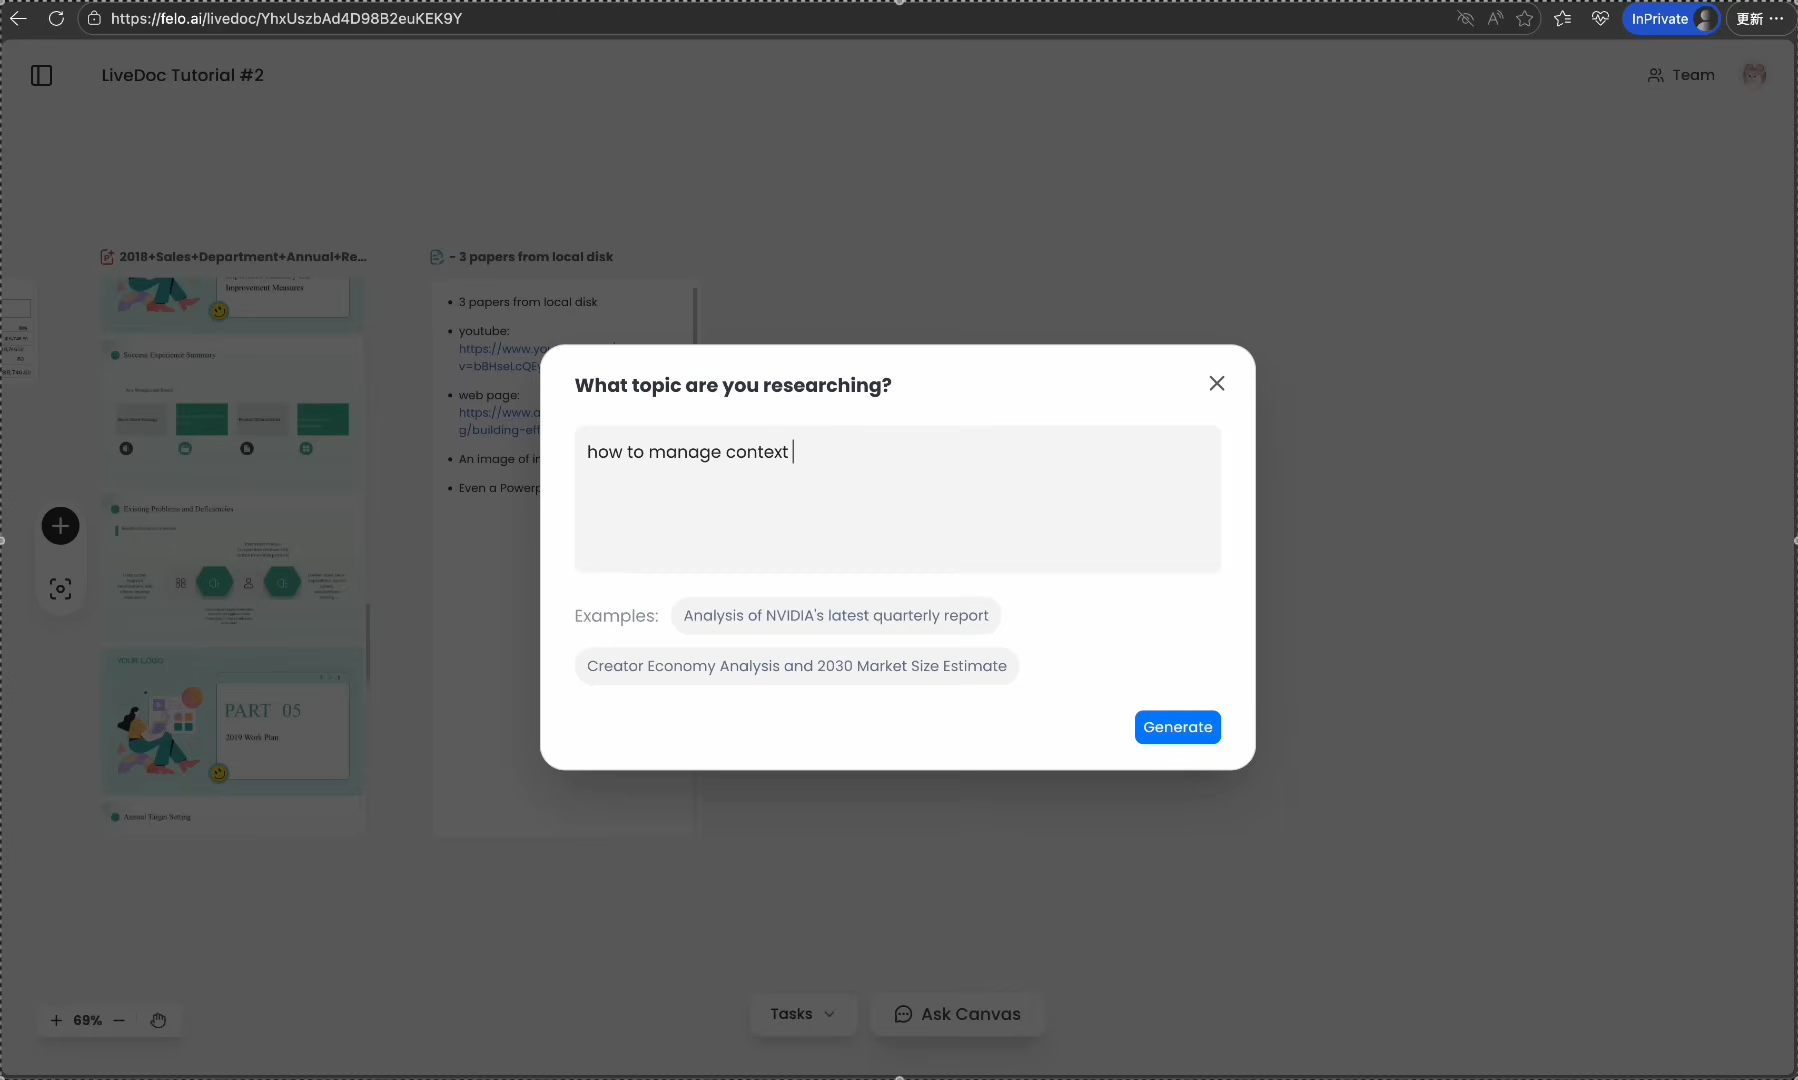 https://felo.ai/livedoc/YhxUszbAd4D98B2euKEK9Y
InPrivate
更新
LiveDoc Tutorial #2
Team
2018+Sales+Department+Annual+Re...
- 3 papers from local disk
Improvement Measures
Success Experience Summary
Existing Problems and Deficiencies
YOUR LOGO
PART 05
2019 Work Plan
Annual Target Setting
3 papers from local disk
youtube:
https://www.yo
v=bBHseLcQE
web page:
https://www.a
g/building-eff
An image of in
Even a Powerp
What topic are you researching?
how to manage context
Examples:
Analysis of NVIDIA's latest quarterly report
Creator Economy Analysis and 2030 Market Size Estimate
Generate
69%
Tasks
Ask Canvas